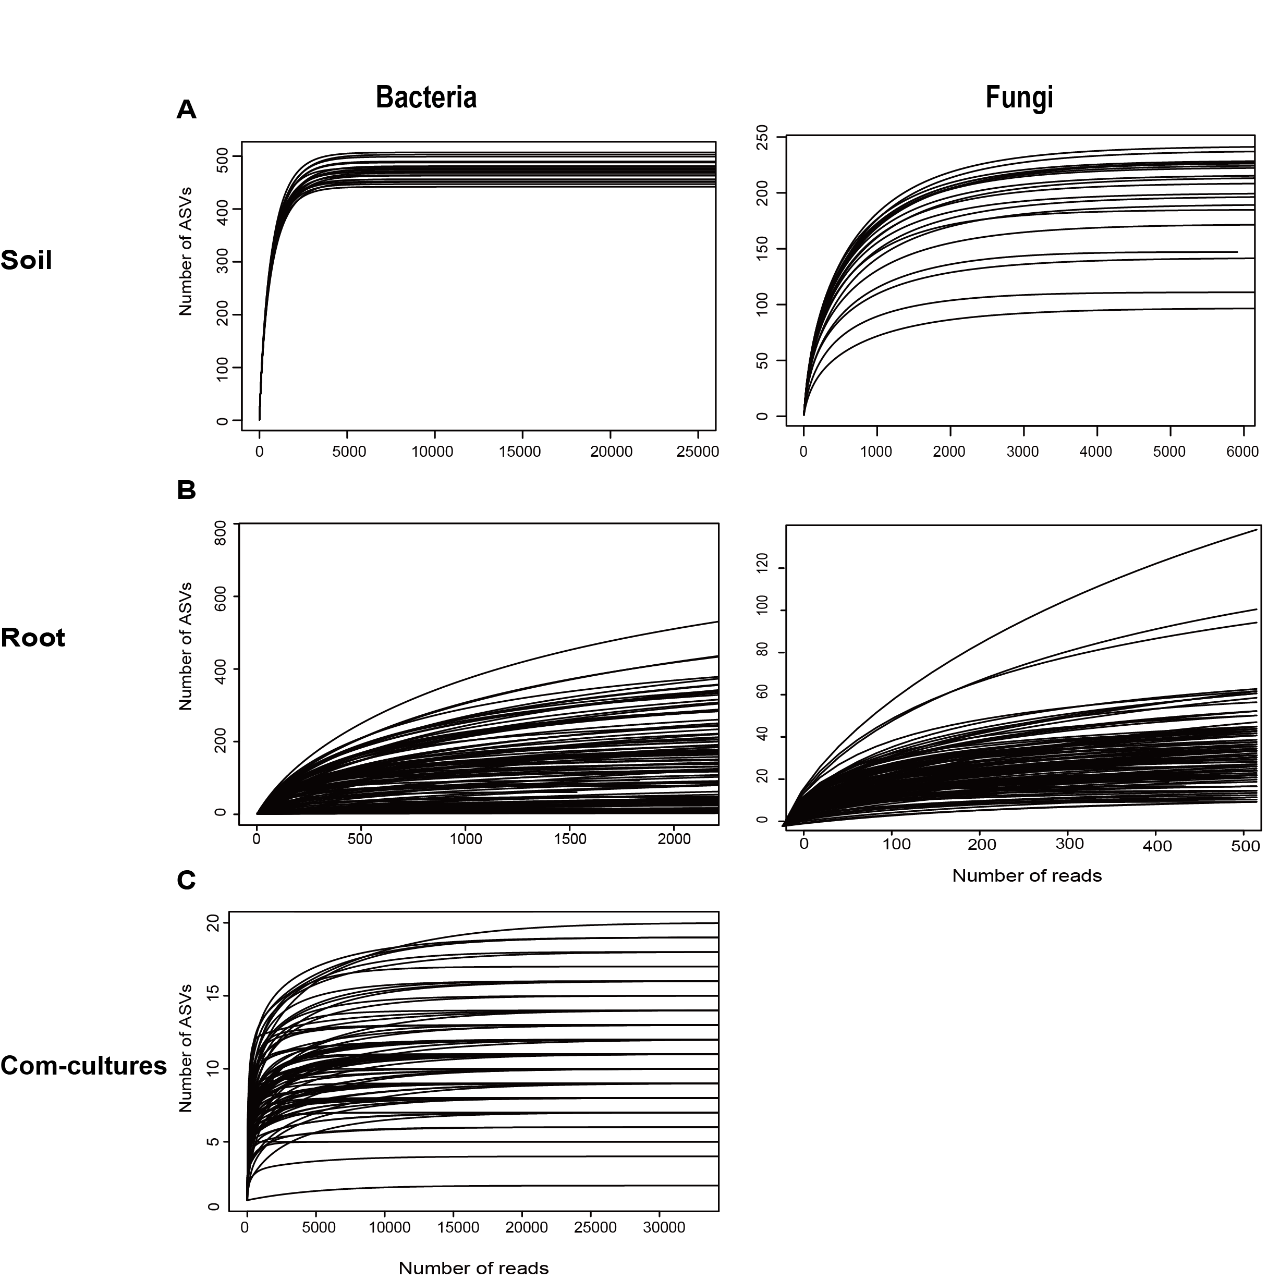 Bacteria Fungi
A
Soil
Number of ASVs
0 100 200 300 400 500
0 5000 10000 15000 20000 25000
0 50 100 150 200 250
0 1000 2000 3000 4000 5000 6000
B
Root
Number of ASVs
0 200 400 600 800
0 500 1000 1500 2000
0 20 40 60 80 100 120
0 100 200 300 400 500
Number of reads
C
Com-cultures
Number of ASVs
0 5 10 15 20
0 5000 10000 15000 20000 25000 30000
Number of reads